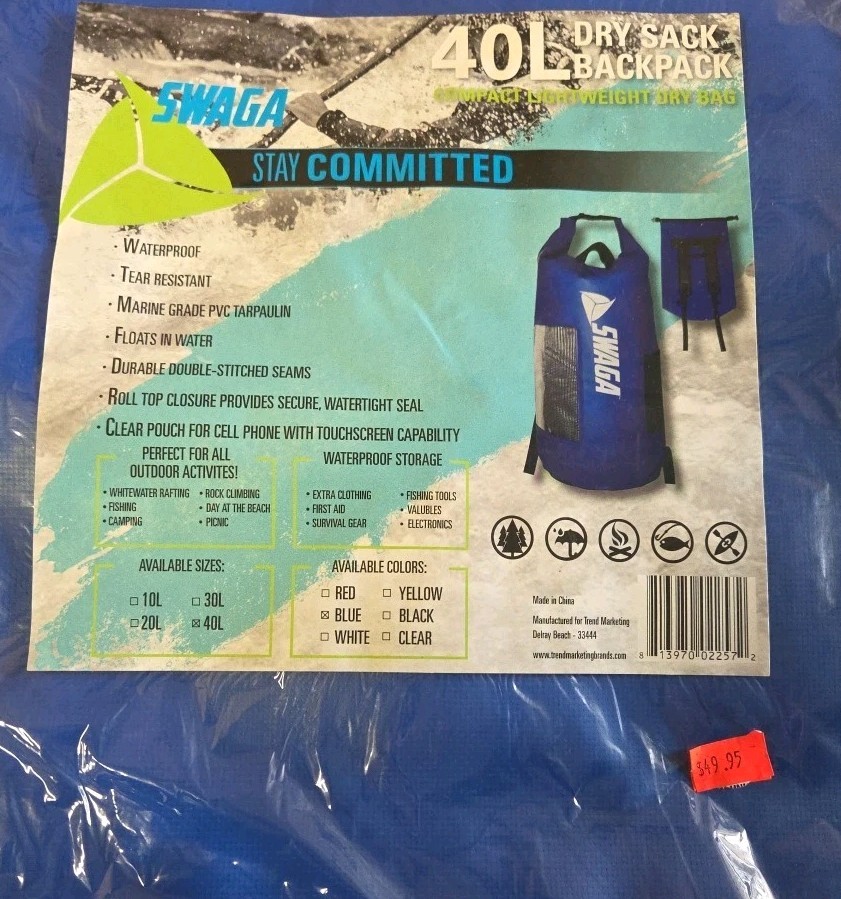 40L DRY SACK
BACKPACK
COMPACT LIGHTWEIGHT DRY BAG
SWAGA
STAY COMMITTED
· WATERPROOF
· TEAR RESISTANT
· MARINE GRADE PVC TARPAULIN
· FLOATS IN WATER
· DURABLE DOUBLE-STITCHED SEAMS
· ROLL TOP CLOSURE PROVIDES SECURE, WATERTIGHT SEAL
· CLEAR POUCH FOR CELL PHONE WITH TOUCHSCREEN CAPABILITY
SWAGA
PERFECT FOR ALL
OUTDOOR ACTIVITES!
• WHITEWATER RAFTING • ROCK CLIMBING
• FISHING • DAY AT THE BEACH
• CAMPING • PICNIC
WATERPROOF STORAGE
• EXTRA CLOTHING • FISHING TOOLS
• FIRST AID • VALUBLES
• SURVIVAL GEAR • ELECTRONICS
AVAILABLE SIZES:
☐ 10L ☐ 30L
☐ 20L ☒ 40L
AVAILABLE COLORS:
☐ RED ☐ YELLOW
☒ BLUE ☐ BLACK
☐ WHITE ☐ CLEAR
Made in China
Manufactured for Trend Marketing
Delray Beach - 33444
www.trendmarketingbrands.com
8 13970 02257 2
$49.95